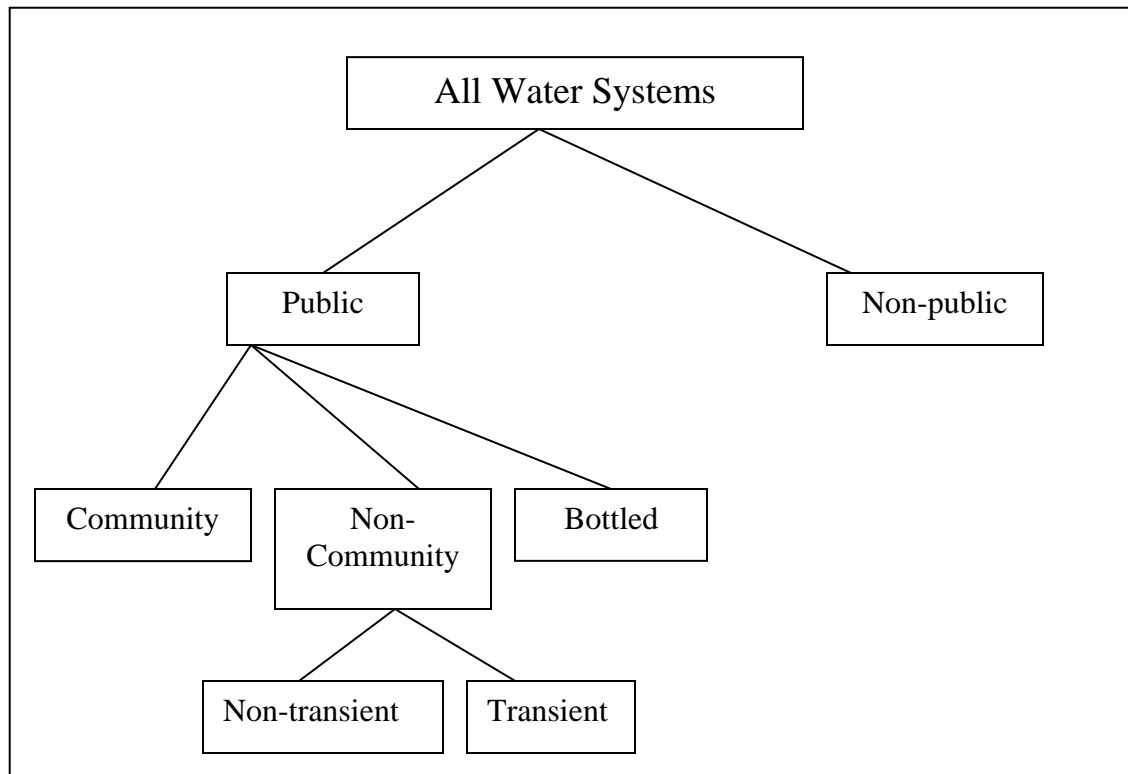 All Water Systems
Public
Non-public
Community
Non-
Community
Bottled
Non-transient
Transient